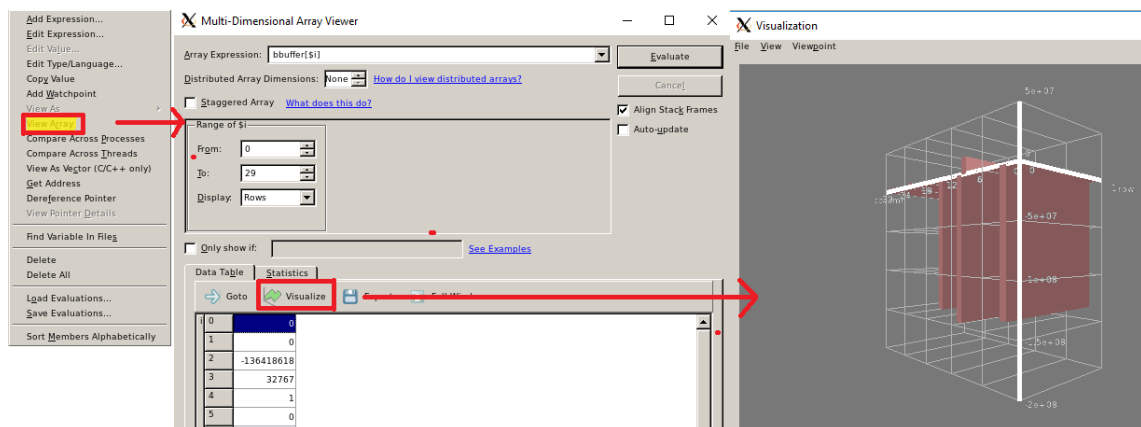 Add Expression...
Edit Expression...
Edit Value...
Edit Type/Language...
Copy Value
Add Watchpoint
View As
View Array
Compare Across Processes
Compare Across Threads
View As Vector (C/C++ only)
Get Address
Dereference Pointer
View Pointer Details
Find Variable In Files
Delete
Delete All
Load Evaluations...
Save Evaluations...
Sort Members Alphabetically
Multi-Dimensional Array Viewer
Array Expression: bbuffer[$i] Evaluate
Distributed Array Dimensions: None How do I view distributed arrays? Cancel
Staggered Array What does this do? Align Stack Frames
Range of $i Auto-update
From: 0
To: 29
Display: Rows
Only show if: See Examples
Data Table Statistics
Goto Visualize
i 0 0
1 0
2 -136418618
3 32767
4 1
5 0
Visualization
File View Viewpoint
5e+07
0
0
6
12
18
24
row
-5e+07
-1e+08
-1.5e+08
-2e+08